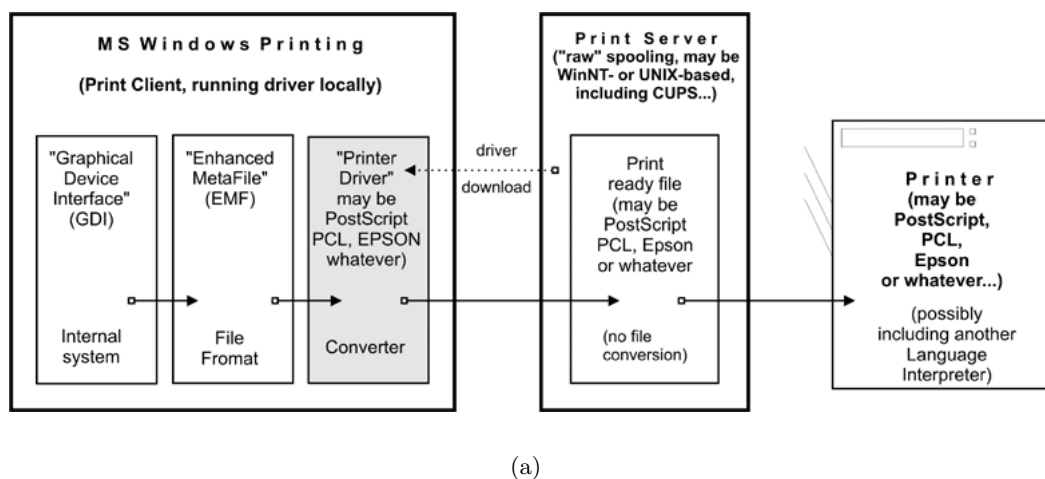 MS Windows Printing
(Print Client, running driver locally)
"Graphical
Device
Interface"
(GDI)
Internal
system
"Enhanced
MetaFile"
(EMF)
File
Fromat
"Printer
Driver"
may be
PostScript
PCL, EPSON
whatever)
Converter
driver
download
Print Server
("raw" spooling, may be
WinNT- or UNIX-based,
including CUPS...)
Print
ready file
(may be
PostScript
PCL, Epson
or whatever
(no file
conversion)
Printer
(may be
PostScript,
PCL,
Epson
or whatever...)
(possibly
including another
Language
Interpreter)
(a)